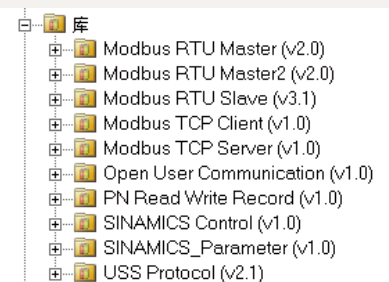 库
Modbus RTU Master (v2.0)
Modbus RTU Master2 (v2.0)
Modbus RTU Slave (v3.1)
Modbus TCP Client (v1.0)
Modbus TCP Server (v1.0)
Open User Communication (v1.0)
PN Read Write Record (v1.0)
SINAMICS Control (v1.0)
SINAMICS_Parameter (v1.0)
USS Protocol (v2.1)